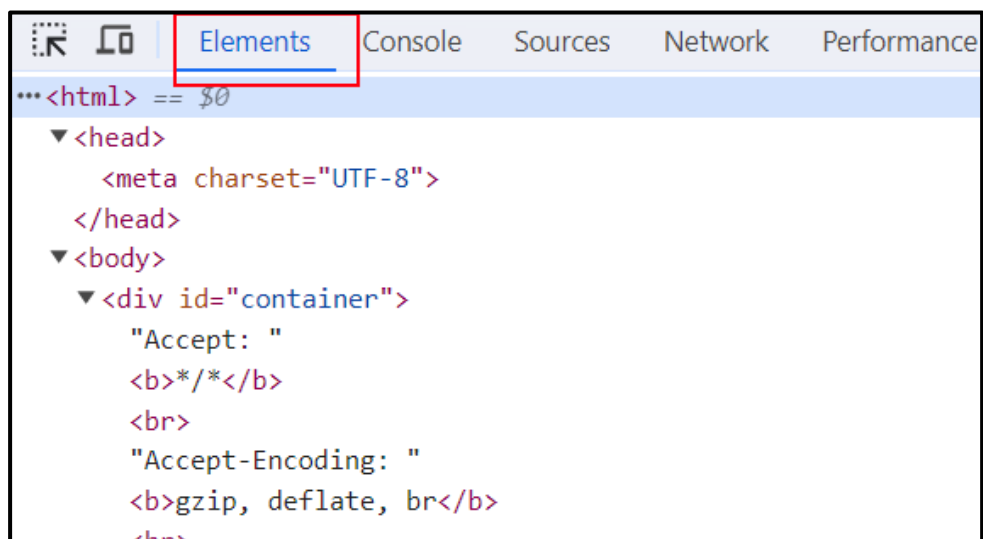 Elements Console Sources Network Performance
···<html> == $0
<head>
<meta charset="UTF-8">
</head>
<body>
<div id="container">
"Accept: "
<b>*/*</b>
<br>
"Accept-Encoding: "
<b>gzip, deflate, br</b>